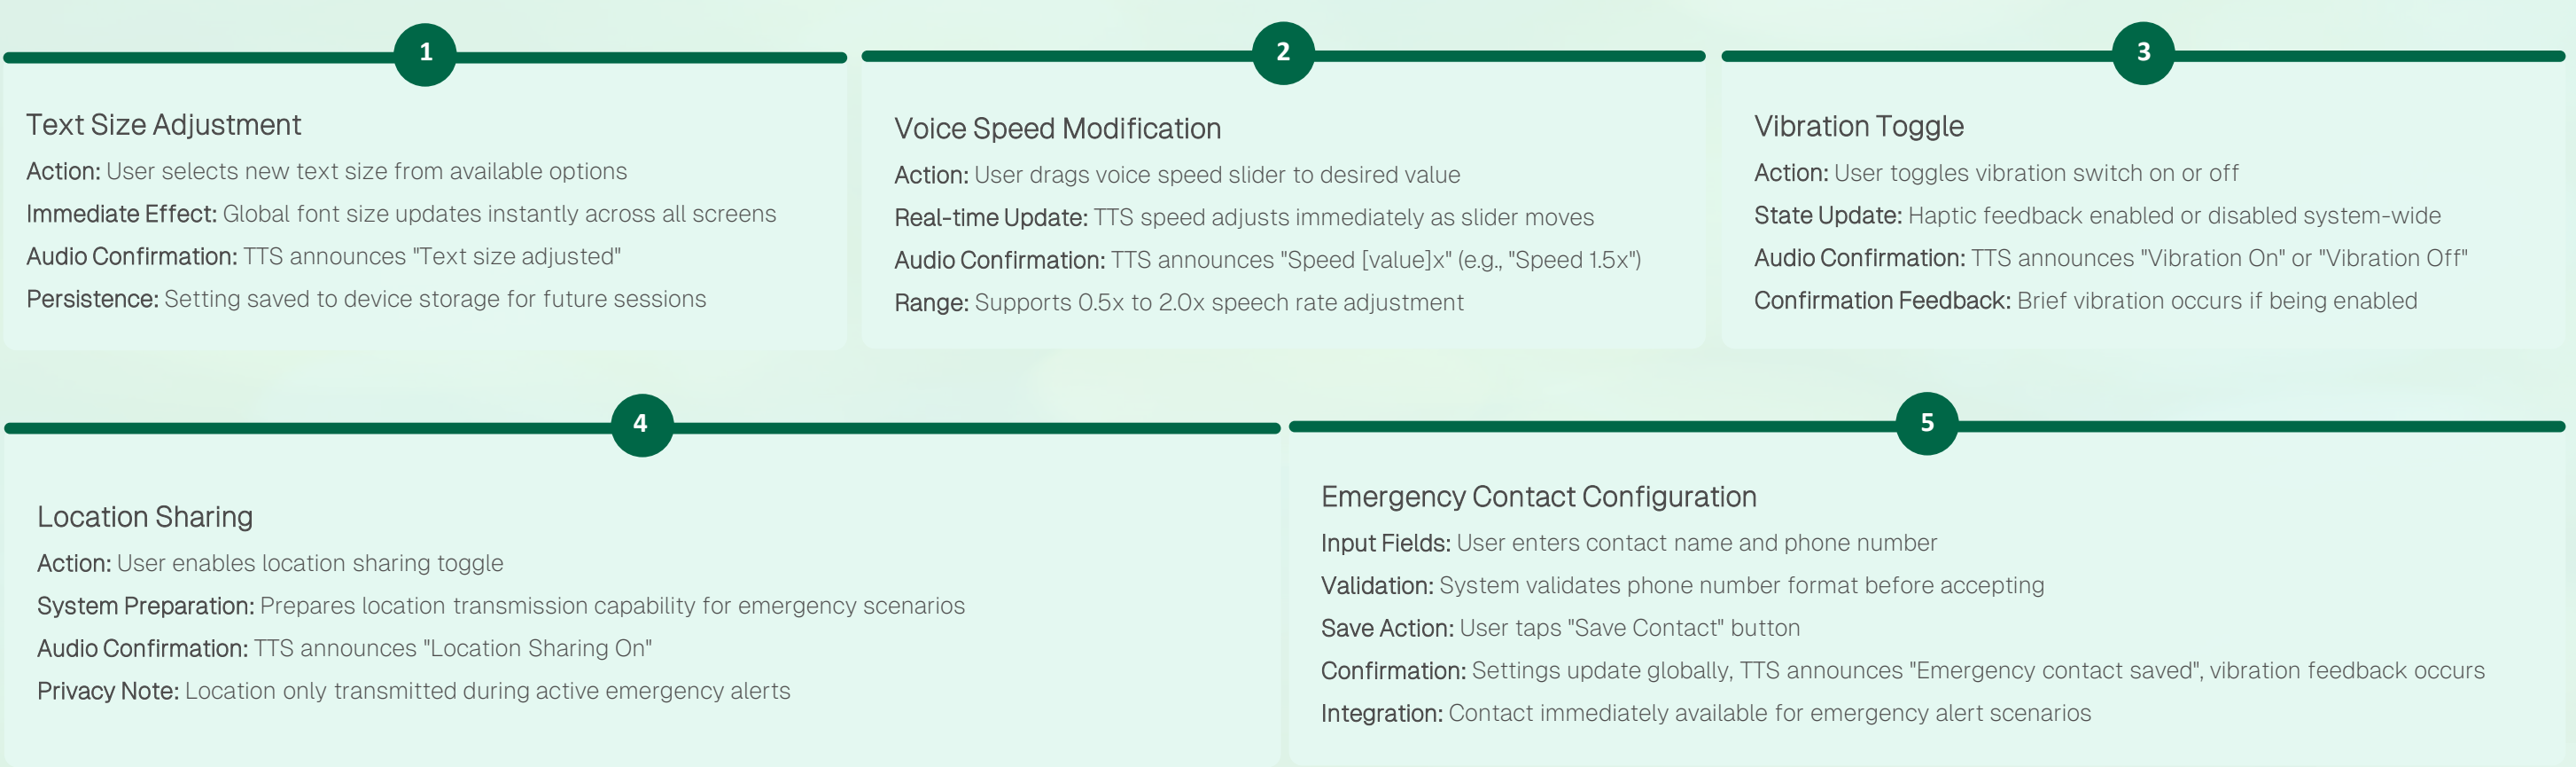 1
Text Size Adjustment
Action: User selects new text size from available options
Immediate Effect: Global font size updates instantly across all screens
Audio Confirmation: TTS announces "Text size adjusted"
Persistence: Setting saved to device storage for future sessions
2
Voice Speed Modification
Action: User drags voice speed slider to desired value
Real-time Update: TTS speed adjusts immediately as slider moves
Audio Confirmation: TTS announces "Speed [value]x" (e.g., "Speed 1.5x")
Range: Supports 0.5x to 2.0x speech rate adjustment
3
Vibration Toggle
Action: User toggles vibration switch on or off
State Update: Haptic feedback enabled or disabled system-wide
Audio Confirmation: TTS announces "Vibration On" or "Vibration Off"
Confirmation Feedback: Brief vibration occurs if being enabled
4
Location Sharing
Action: User enables location sharing toggle
System Preparation: Prepares location transmission capability for emergency scenarios
Audio Confirmation: TTS announces "Location Sharing On"
Privacy Note: Location only transmitted during active emergency alerts
5
Emergency Contact Configuration
Input Fields: User enters contact name and phone number
Validation: System validates phone number format before accepting
Save Action: User taps "Save Contact" button
Confirmation: Settings update globally, TTS announces "Emergency contact saved", vibration feedback occurs
Integration: Contact immediately available for emergency alert scenarios